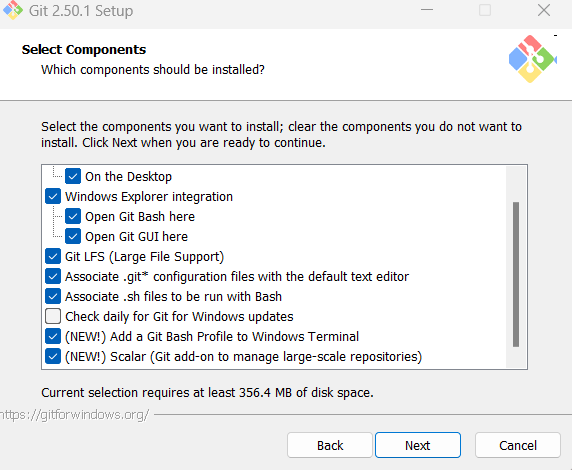 Git 2.50.1 Setup
Select Components
Which components should be installed?
Select the components you want to install; clear the components you do not want to
install. Click Next when you are ready to continue.
On the Desktop
Windows Explorer integration
Open Git Bash here
Open Git GUI here
Git LFS (Large File Support)
Associate .git* configuration files with the default text editor
Associate .sh files to be run with Bash
Check daily for Git for Windows updates
(NEW!) Add a Git Bash Profile to Windows Terminal
(NEW!) Scalar (Git add-on to manage large-scale repositories)
Current selection requires at least 356.4 MB of disk space.
https://gitforwindows.org/
Back
Next
Cancel